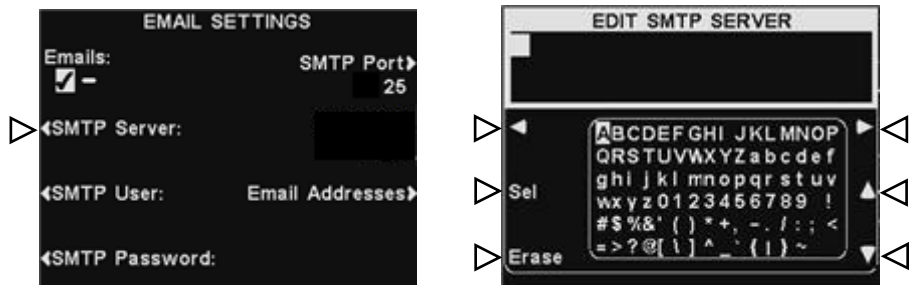 EMAIL SETTINGS
Emails:
SMTP Port
25
SMTP Server:
SMTP User:
Email Addresses
SMTP Password:
EDIT SMTP SERVER
ABCDEFGHIJKLMNOP
QRSTUVWXYZabcdef
ghijklmnopqrstuv
wxyz0123456789 !
#$%&'()*+,-./:;<
=>?@[\]^_`{|}~
Sel
Erase